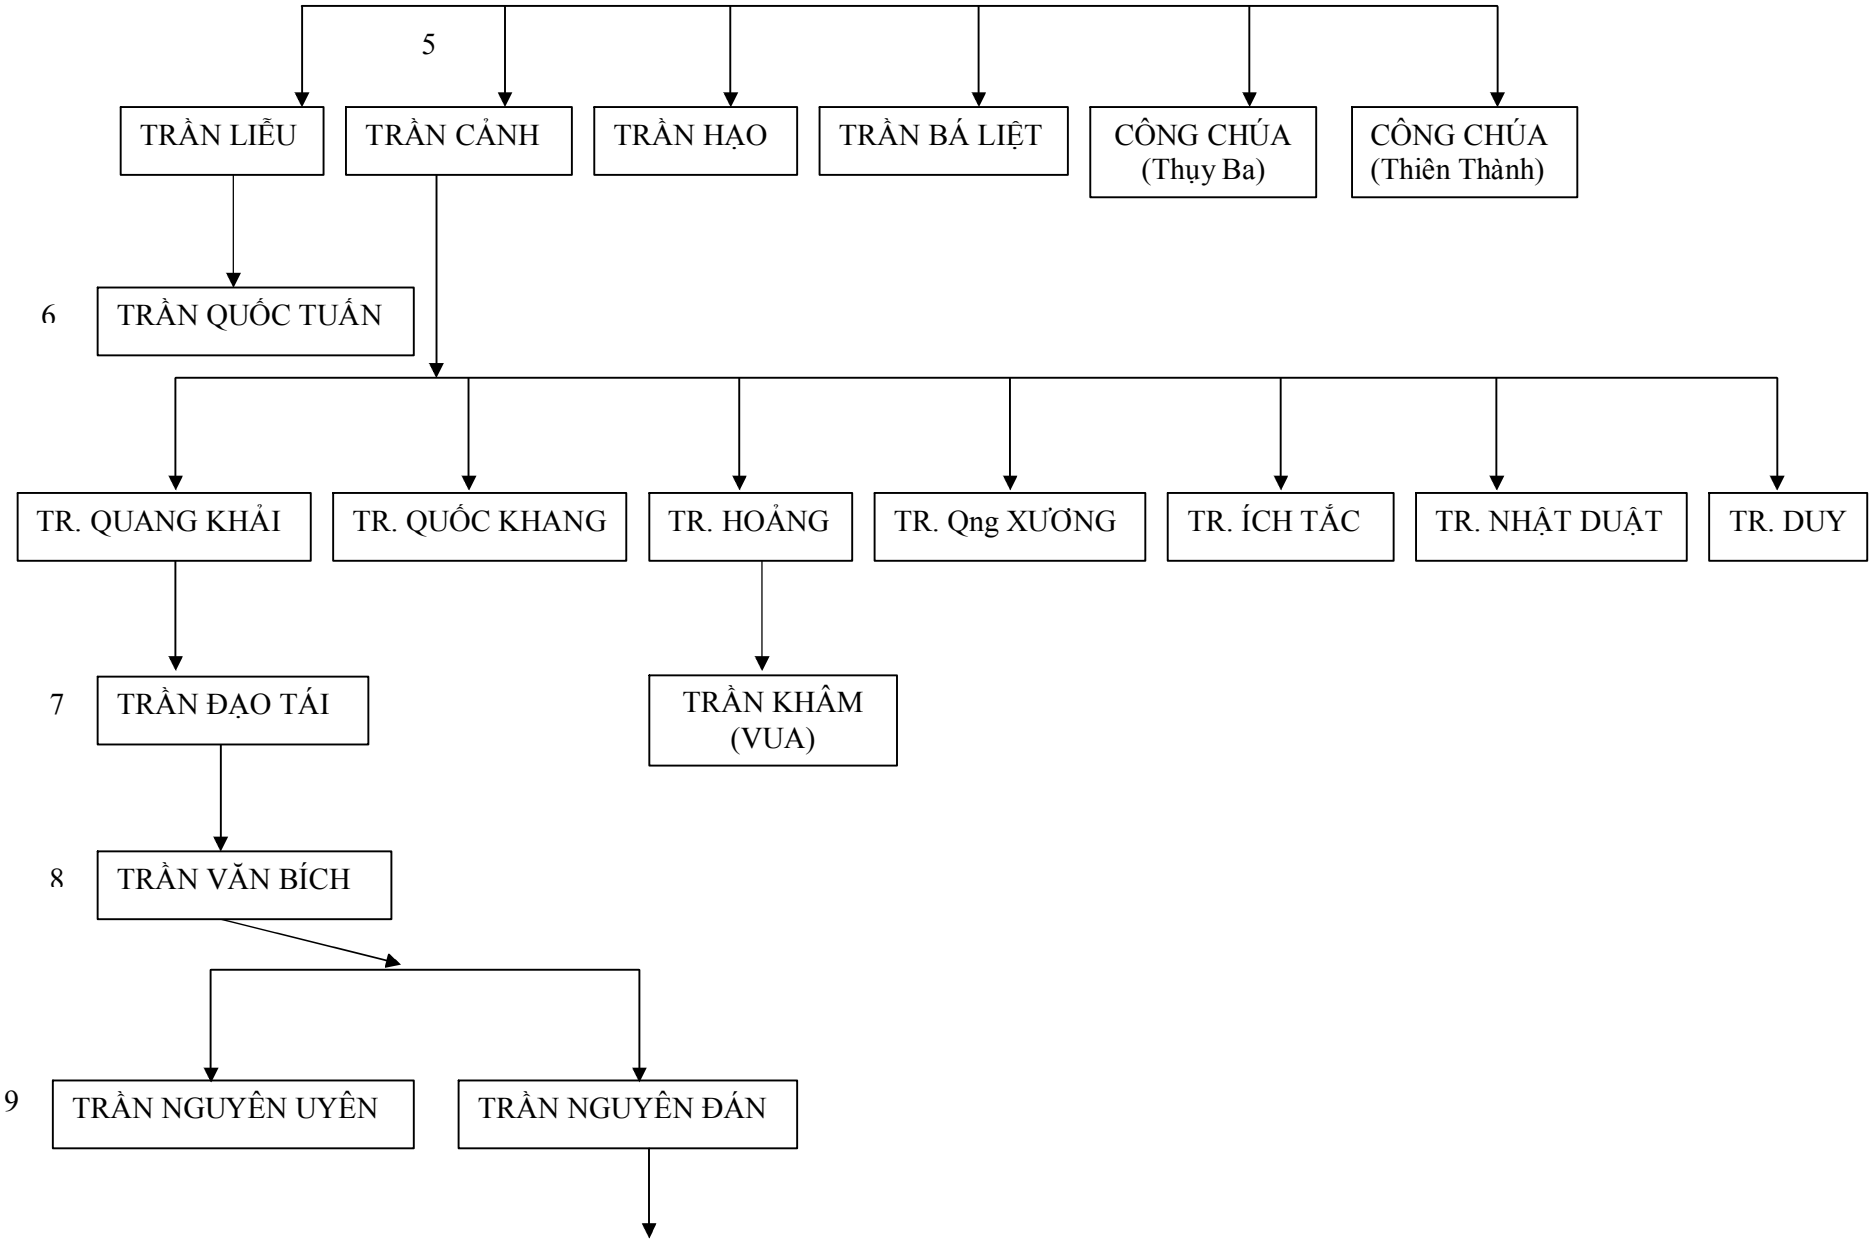 5
TRẦN LIỄU
TRẦN CẢNH
TRẦN HẠO
TRẦN BÁ LIỆT
CÔNG CHÚA
(Thụy Ba)
CÔNG CHÚA
(Thiên Thành)
6
TRẦN QUỐC TUẤN
TR. QUANG KHẢI
TR. QUỐC KHANG
TR. HOẢNG
TR. Qng XƯƠNG
TR. ÍCH TẮC
TR. NHẬT DUẬT
TR. DUY
7
TRẦN ĐẠO TÁI
TRẦN KHÂM
(VUA)
8
TRẦN VĂN BÍCH
9
TRẦN NGUYÊN UYÊN
TRẦN NGUYÊN ĐÁN